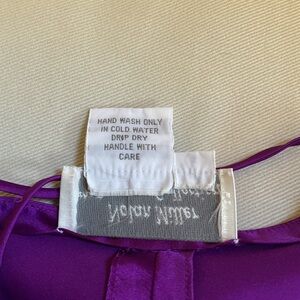 HAND WASH ONLY
IN COLD WATER
DRIP DRY
HANDLE WITH
CARE
Nolan Miller